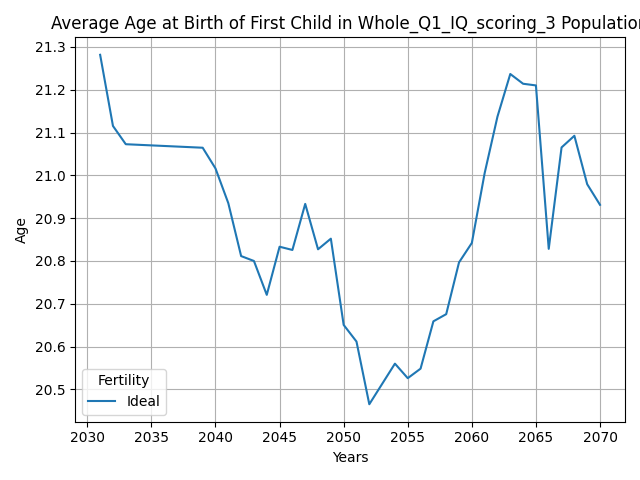 Average Age at Birth of First Child in Whole_Q1_IQ_scoring_3 Population
21.3
21.2
21.1
21.0
20.9
20.8
20.7
20.6
20.5
Age
Fertility
Ideal
2030 2035 2040 2045 2050 2055 2060 2065 2070
Years